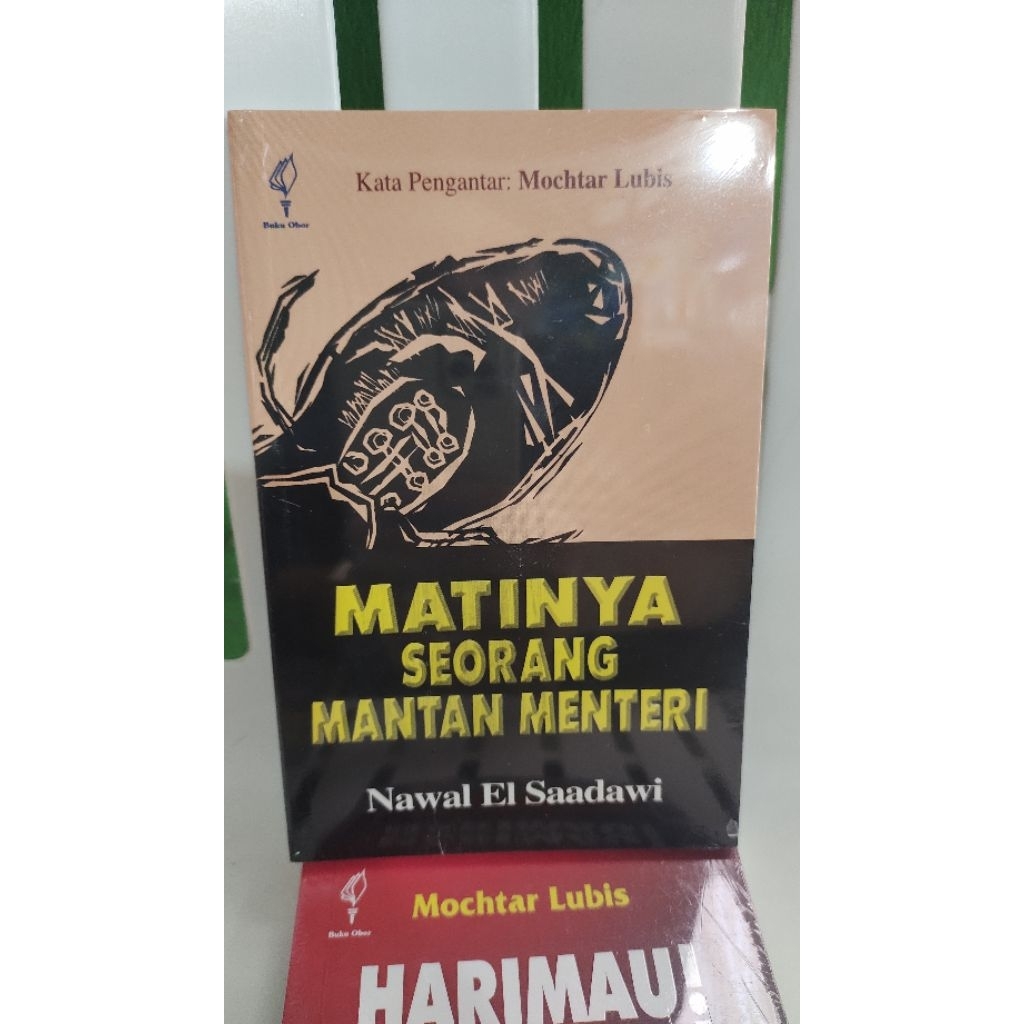 Buku Obor
Kata Pengantar: Mochtar Lubis
MATINYA
SEORANG
MANTAN MENTERI
Nawal El Saadawi
Buku Obor
Mochtar Lubis
HARIMAU!